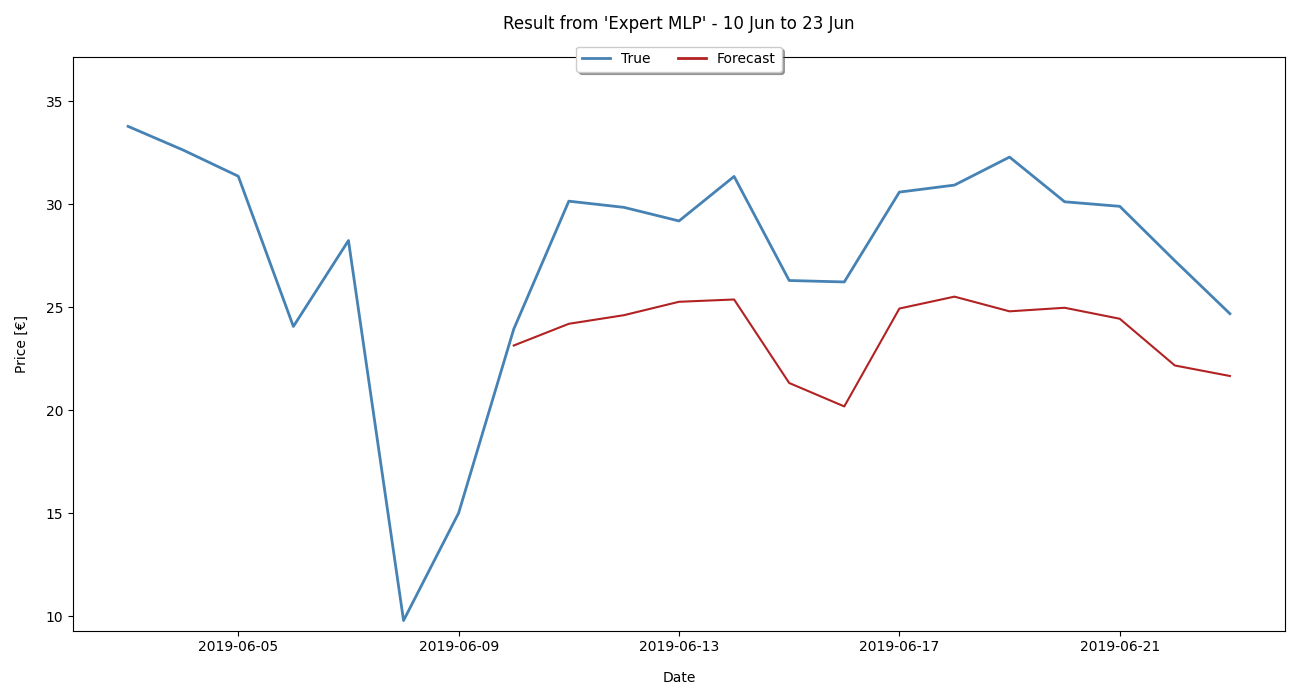 Result from 'Expert MLP' - 10 Jun to 23 Jun
True Forecast
Price [€]
35
30
25
20
15
10
2019-06-05 2019-06-09 2019-06-13 2019-06-17 2019-06-21
Date